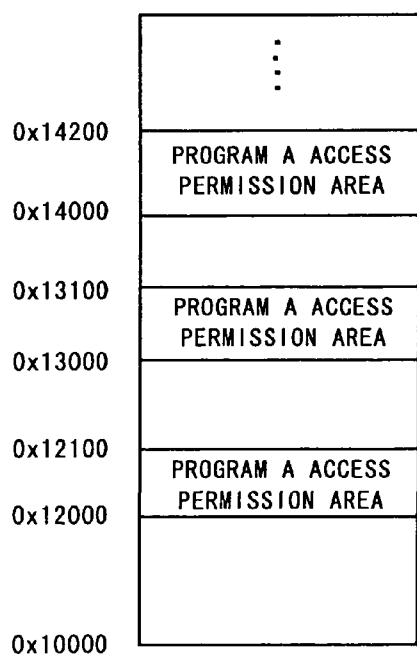 0x14200
PROGRAM A ACCESS
PERMISSION AREA
0x14000
0x13100
PROGRAM A ACCESS
PERMISSION AREA
0x13000
0x12100
PROGRAM A ACCESS
PERMISSION AREA
0x12000
0x10000